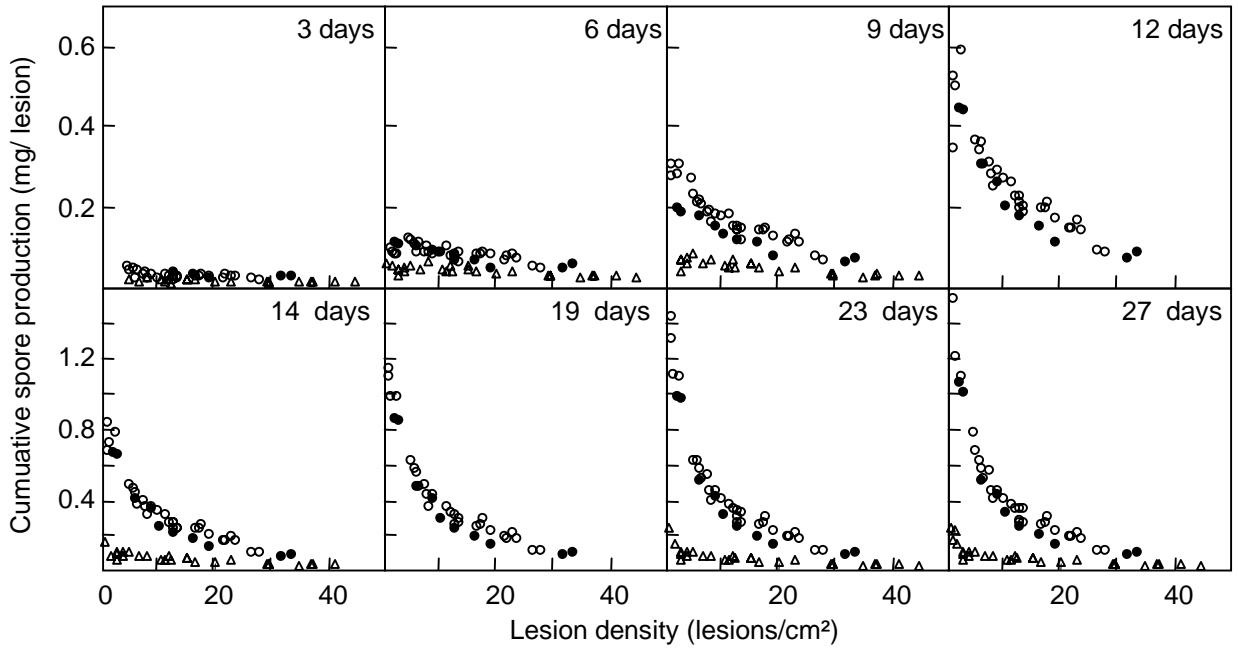 3 days
6 days
9 days
12 days
0.6
0.4
0.2
14 days
19 days
23 days
27 days
1.2
0.8
0.4
0 20 40 20 40 20 40 20 40
Lesion density (lesions/cm²)
Cumuative spore production (mg/ lesion)